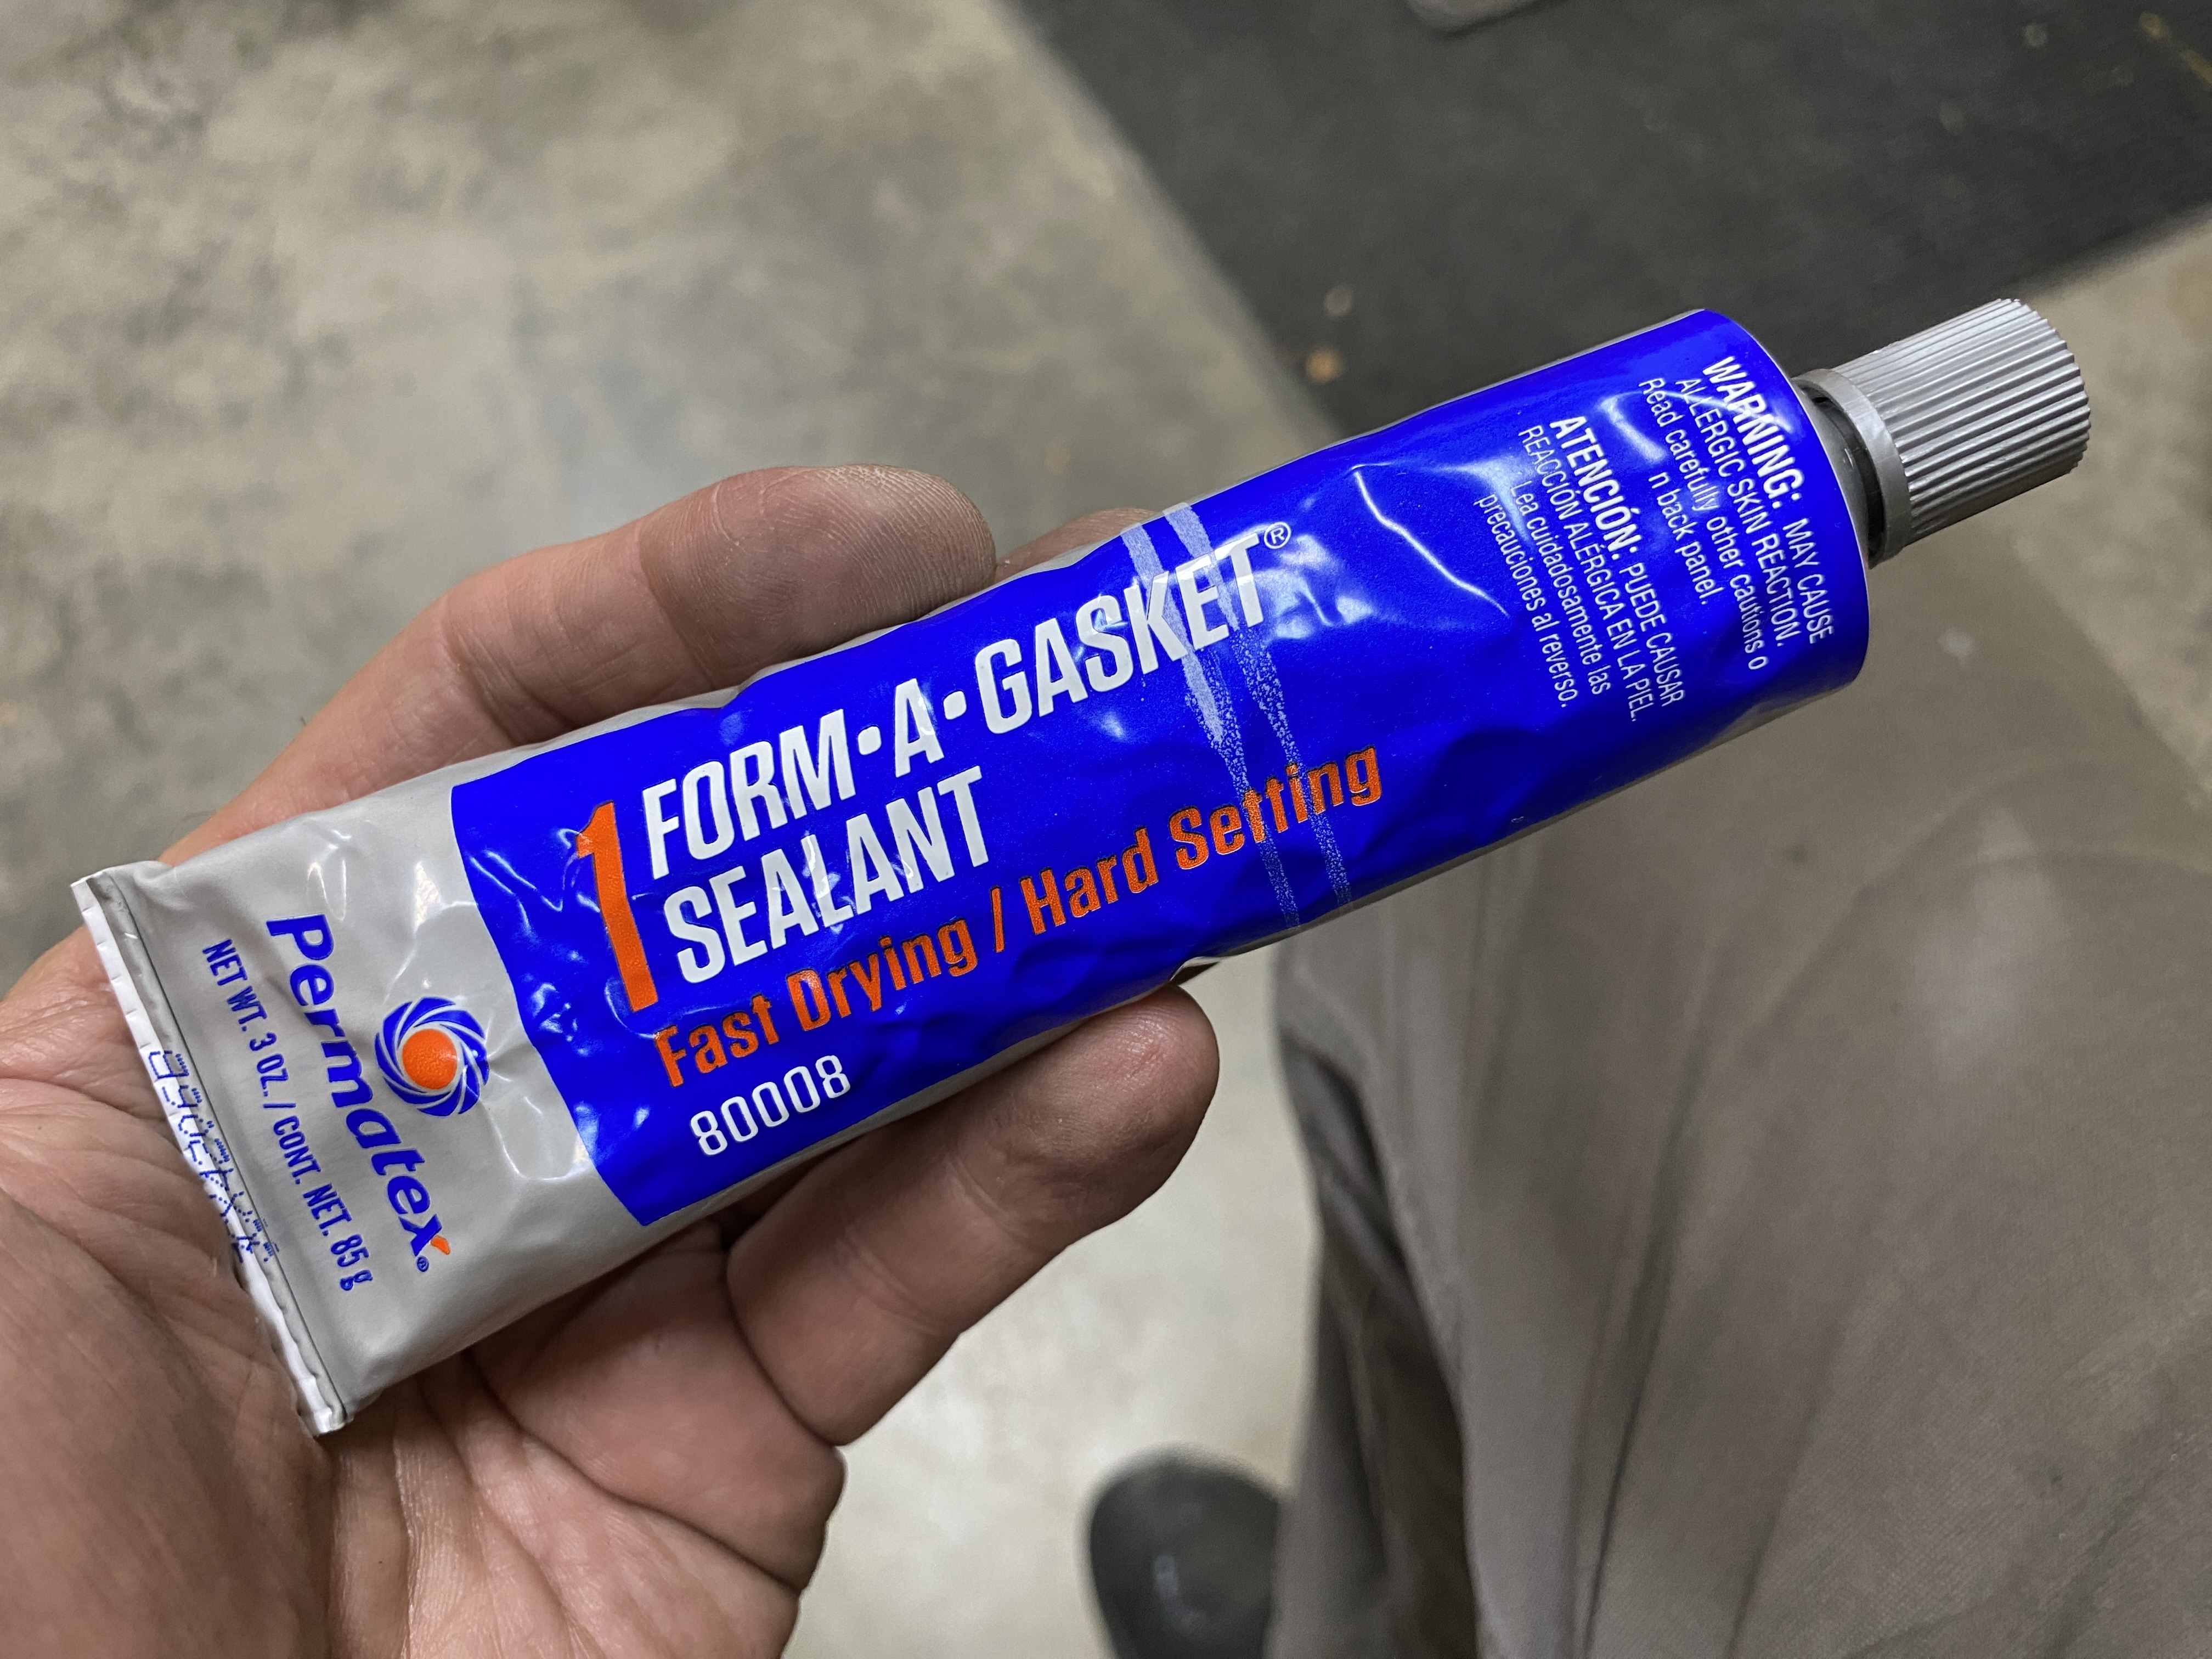 1 FORM•A•GASKET®
SEALANT
Fast Drying / Hard Setting
80008
Permatex®
NET WT. 3 OZ. / CONT. NET. 85 g
WARNING: MAY CAUSE
ALLERGIC SKIN REACTION.
Read carefully other cautions o
n back panel.
ATENCIÓN: PUEDE CAUSAR
REACCIÓN ALÉRGICA EN LA PIEL.
Lea cuidadosamente las
precauciones al reverso.